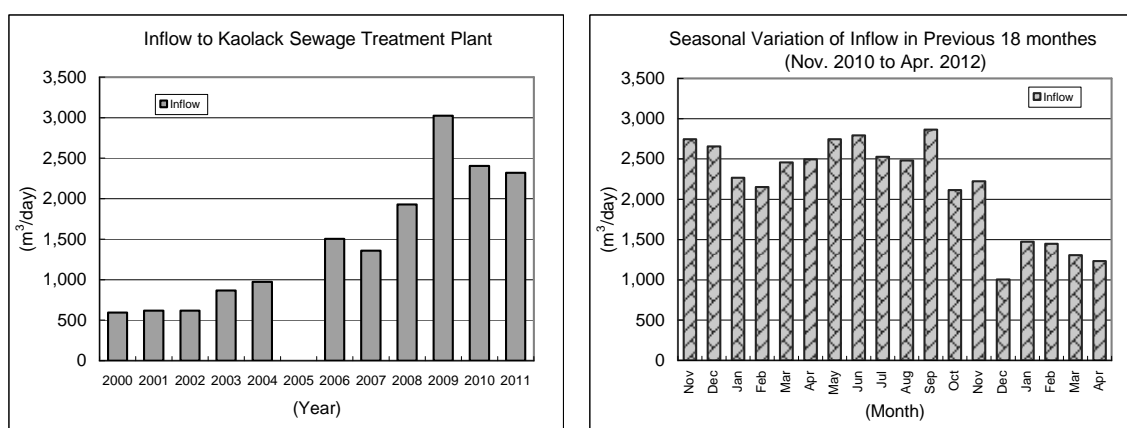 Inflow to Kaolack Sewage Treatment Plant
3,500
3,000
2,500
2,000
1,500
1,000
500
0
(m³/day)
Inflow
2000 2001 2002 2003 2004 2005 2006 2007 2008 2009 2010 2011
(Year)
Seasonal Variation of Inflow in Previous 18 monthes
(Nov. 2010 to Apr. 2012)
3,500
3,000
2,500
2,000
1,500
1,000
500
0
(m³/day)
Inflow
Nov Dec Jan Feb Mar Apr May Jun Jul Aug Sep Oct Nov Dec Jan Feb Mar Apr
(Month)